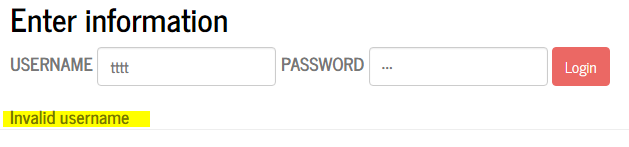 Enter information
USERNAME tttt PASSWORD ... Login
Invalid username